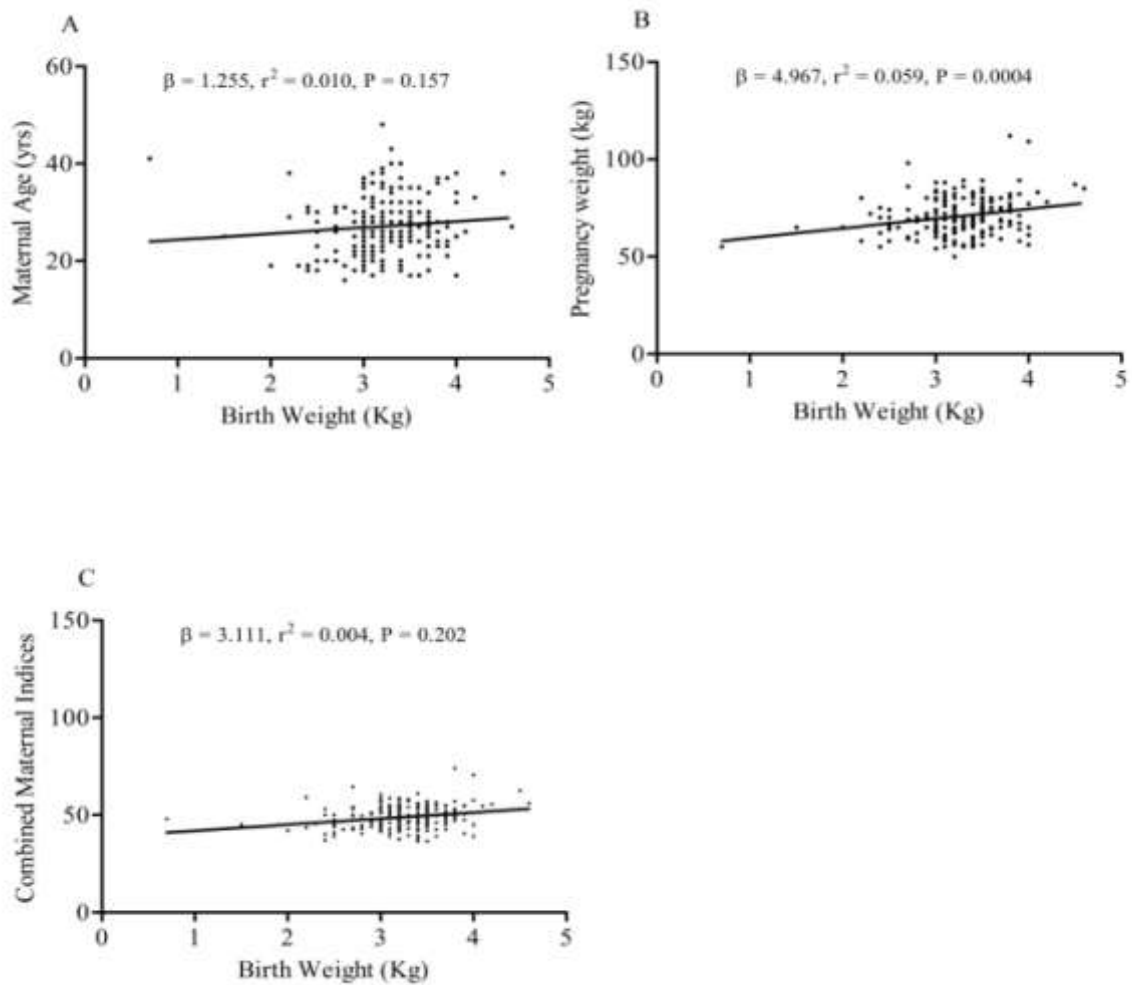 A
β = 1.255, r² = 0.010, P = 0.157
Maternal Age (yrs)
60
40
20
0
0 1 2 3 4 5
Birth Weight (Kg)
B
β = 4.967, r² = 0.059, P = 0.0004
Pregnancy weight (kg)
150
100
50
0
0 1 2 3 4 5
Birth Weight (Kg)
C
β = 3.111, r² = 0.004, P = 0.202
Combined Maternal Indices
150
100
50
0
0 1 2 3 4 5
Birth Weight (Kg)